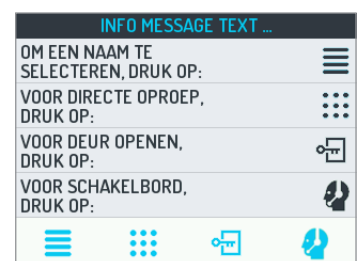 INFO MESSAGE TEXT ...
OM EEN NAAM TE
SELECTEREN, DRUK OP:
VOOR DIRECTE OPROEP,
DRUK OP:
VOOR DEUR OPENEN,
DRUK OP:
VOOR SCHAKELBORD,
DRUK OP: